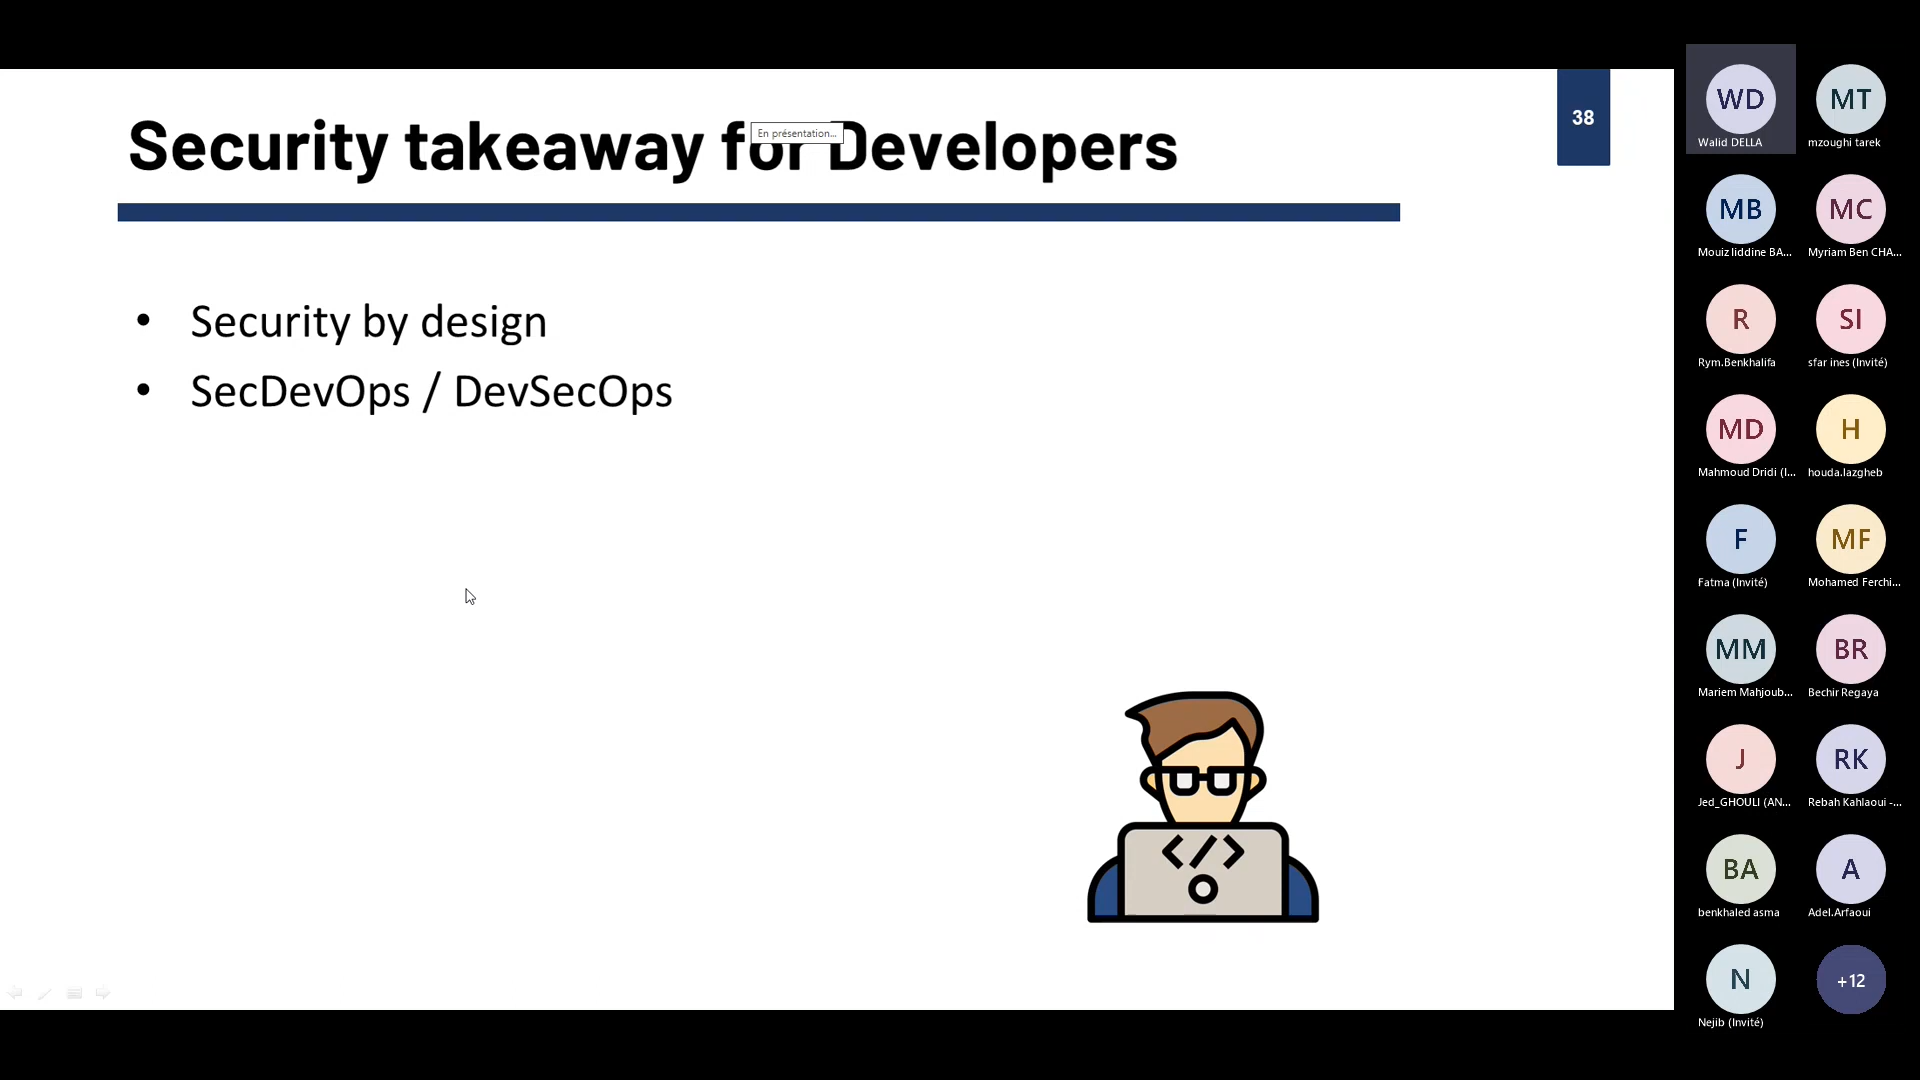 Security takeaway for Developers
En présentation...
38
• Security by design
• SecDevOps / DevSecOps
</>
WD
Walid DELLA
MT
mzoughi tarek
MB
Mouiz liddine BA...
MC
Myriam Ben CHA...
R
Rym.Benkhalifa
SI
sfar ines (Invité)
MD
Mahmoud Dridi (I...
H
houda.lazgheb
F
Fatma (Invité)
MF
Mohamed Ferchi...
MM
Mariem Mahjoub...
BR
Bechir Regaya
J
Jed_GHOULI (AN...
RK
Rebah Kahlaoui -...
BA
benkhaled asma
A
Adel.Arfaoui
N
Nejib (Invité)
+12